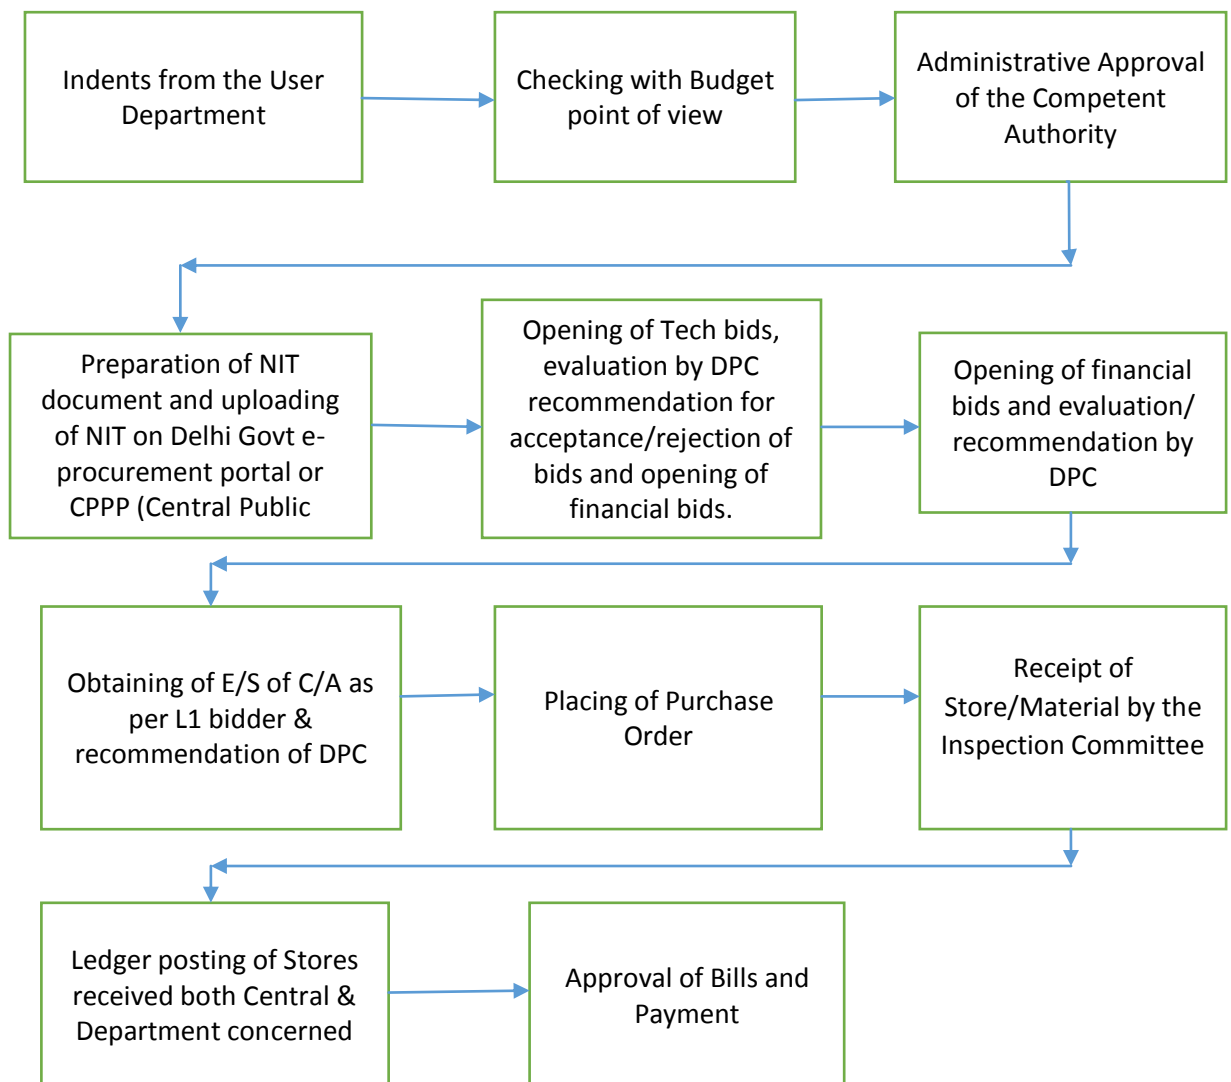 Indents from the User
Department
Checking with Budget
point of view
Administrative Approval
of the Competent
Authority
Preparation of NIT
document and uploading
of NIT on Delhi Govt e-
procurement portal or
CPPP (Central Public
Opening of Tech bids,
evaluation by DPC
recommendation for
acceptance/rejection of
bids and opening of
financial bids.
Opening of financial
bids and evaluation/
recommendation by
DPC
Obtaining of E/S of C/A as
per L1 bidder &
recommendation of DPC
Placing of Purchase
Order
Receipt of
Store/Material by the
Inspection Committee
Ledger posting of Stores
received both Central &
Department concerned
Approval of Bills and
Payment